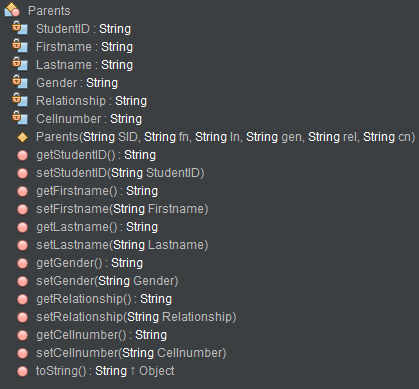 Parents
StudentID : String
Firstname : String
Lastname : String
Gender : String
Relationship : String
Cellnumber : String
Parents(String SID, String fn, String ln, String gen, String rel, String cn)
getStudentID() : String
setStudentID(String StudentID)
getFirstname() : String
setFirstname(String Firstname)
getLastname() : String
setLastname(String Lastname)
getGender() : String
setGender(String Gender)
getRelationship() : String
setRelationship(String Relationship)
getCellnumber() : String
setCellnumber(String Cellnumber)
toString() : String ↑ Object